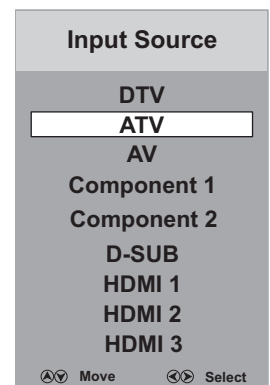 Input Source
DTV
ATV
AV
Component 1
Component 2
D-SUB
HDMI 1
HDMI 2
HDMI 3
Move Select